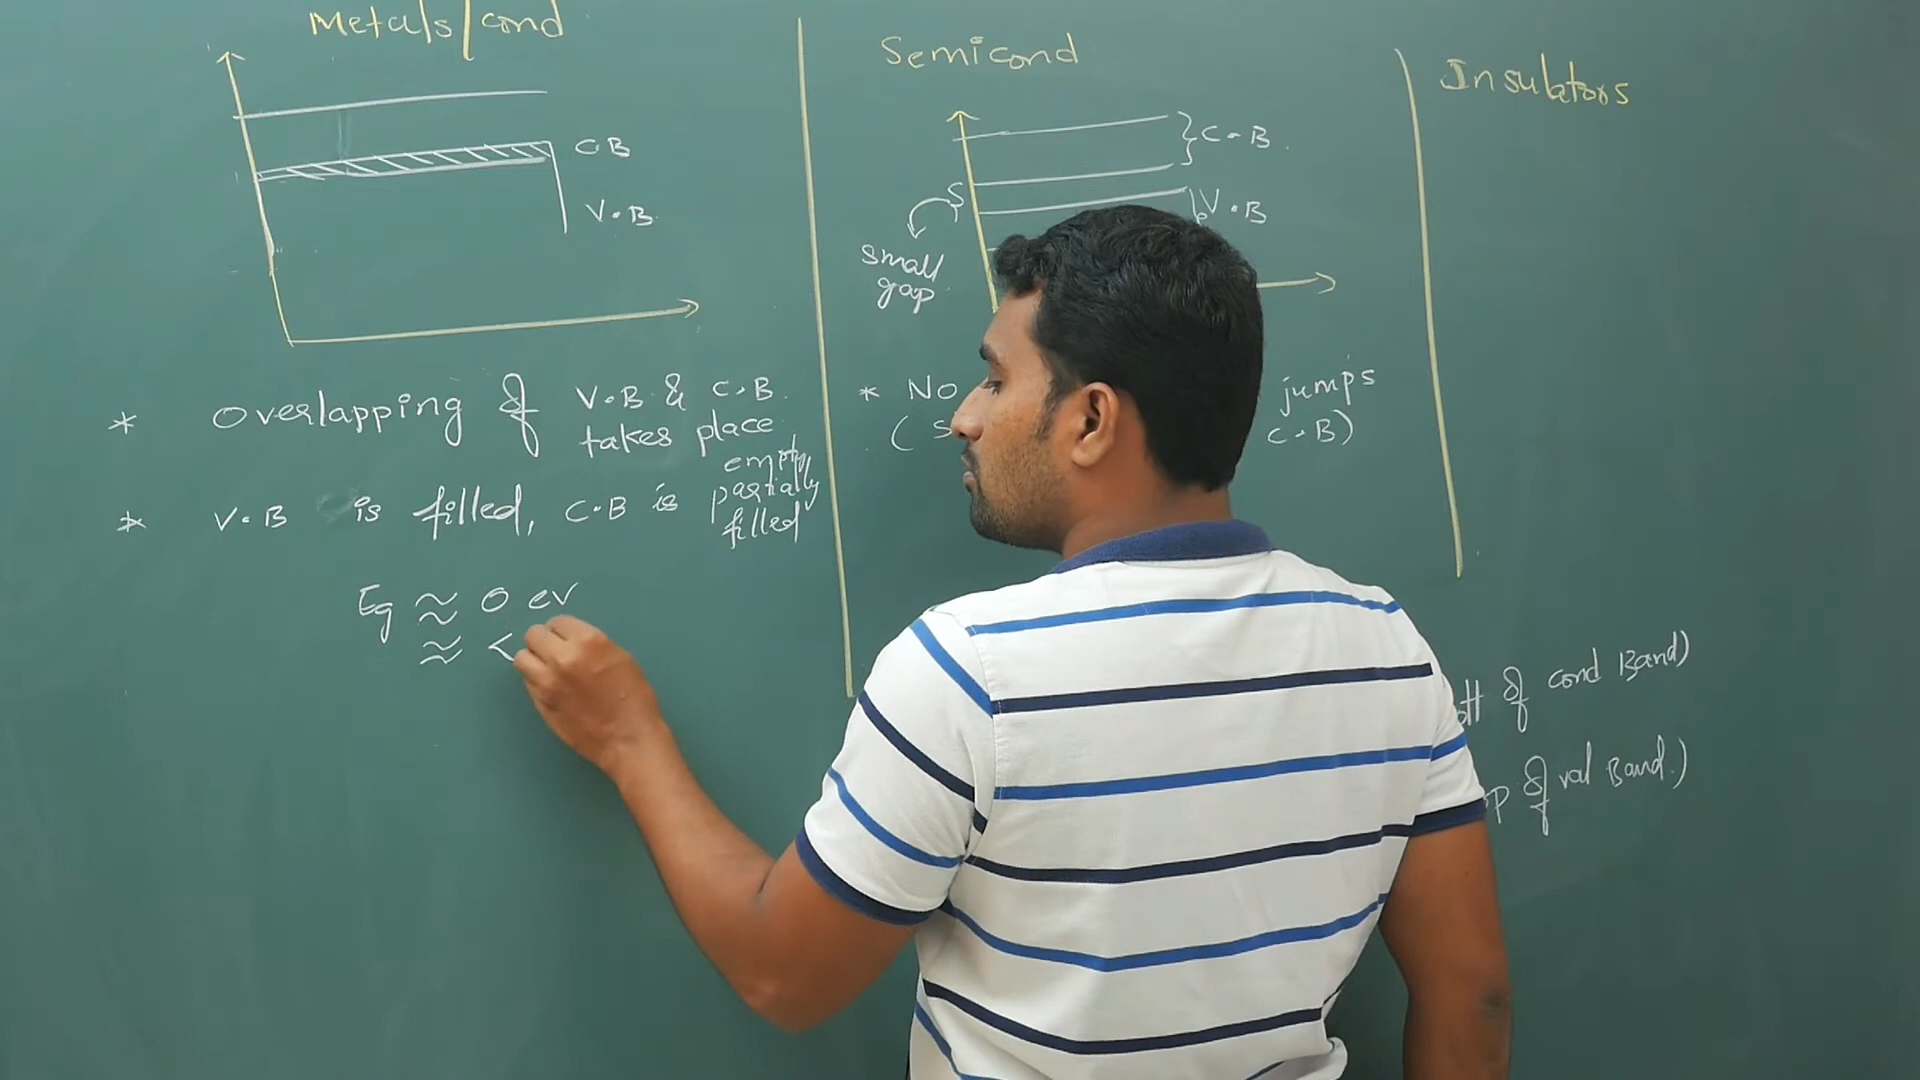 Metals/cond
C B
V.B
* Overlapping of V.B & C.B.
takes place
* V.B is filled, C.B is empty
partially
filled
Eg ≈ 0 ev
≈ <
Semicond
C-B
V.B
small
gap
* No jumps
( S C.B)
Insulators
of cond Band)
of val Band.)